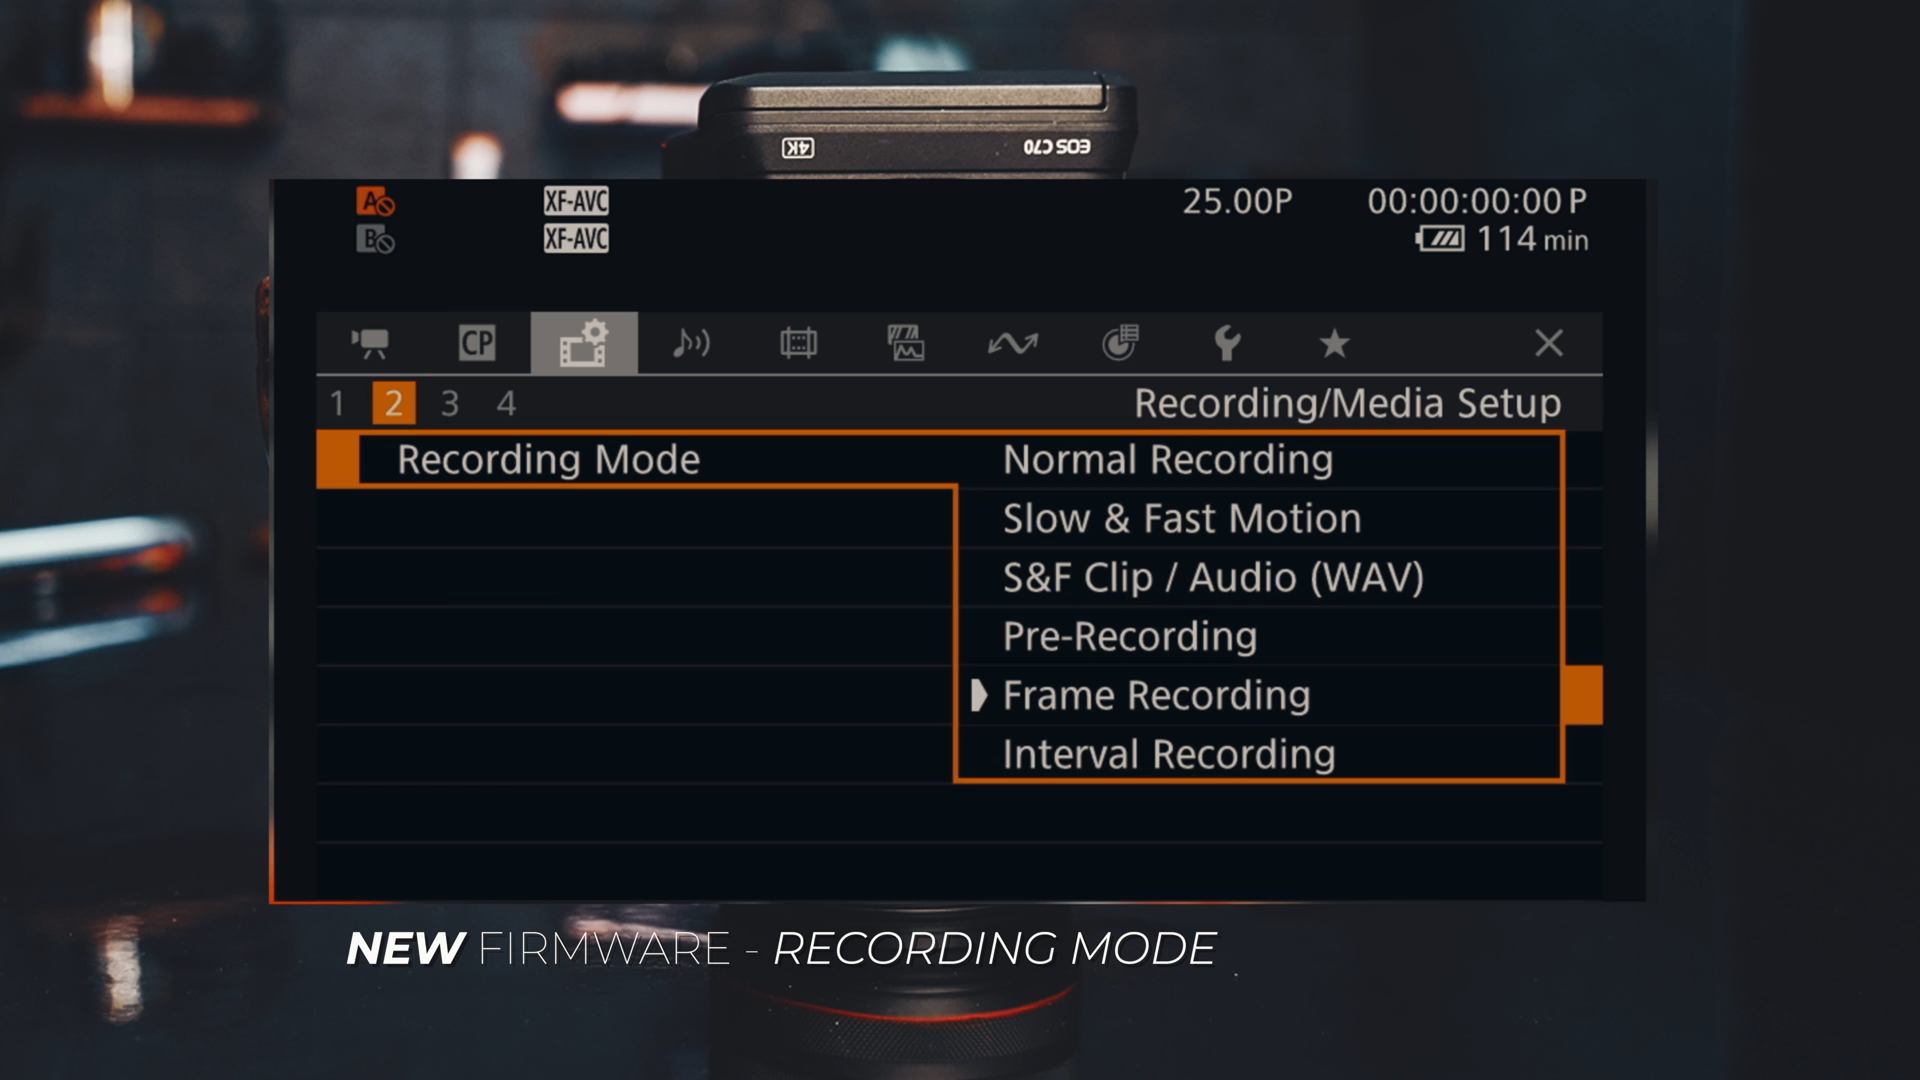 4K EOS C70
A XF-AVC 25.00P 00:00:00:00 P
B XF-AVC 114 min
CP
1 2 3 4 Recording/Media Setup
Recording Mode Normal Recording
Slow & Fast Motion
S&F Clip / Audio (WAV)
Pre-Recording
Frame Recording
Interval Recording
NEW FIRMWARE - RECORDING MODE